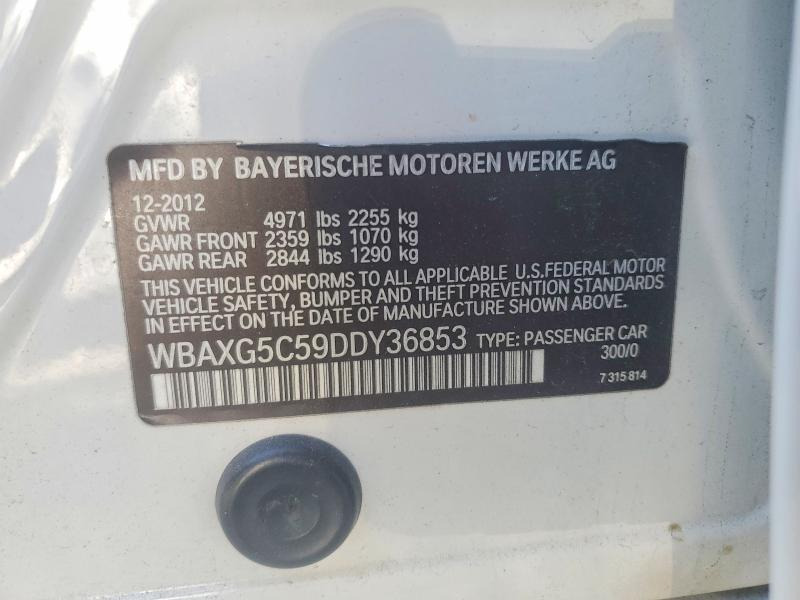 MFD BY BAYERISCHE MOTOREN WERKE AG
12-2012
GVWR 4971 lbs 2255 kg
GAWR FRONT 2359 lbs 1070 kg
GAWR REAR 2844 lbs 1290 kg
THIS VEHICLE CONFORMS TO ALL APPLICABLE U.S.FEDERAL MOTOR
VEHICLE SAFETY, BUMPER AND THEFT PREVENTION STANDARDS
IN EFFECT ON THE DATE OF MANUFACTURE SHOWN ABOVE.
WBAXG5C59DDY36853 TYPE: PASSENGER CAR
300/0
7 315 814